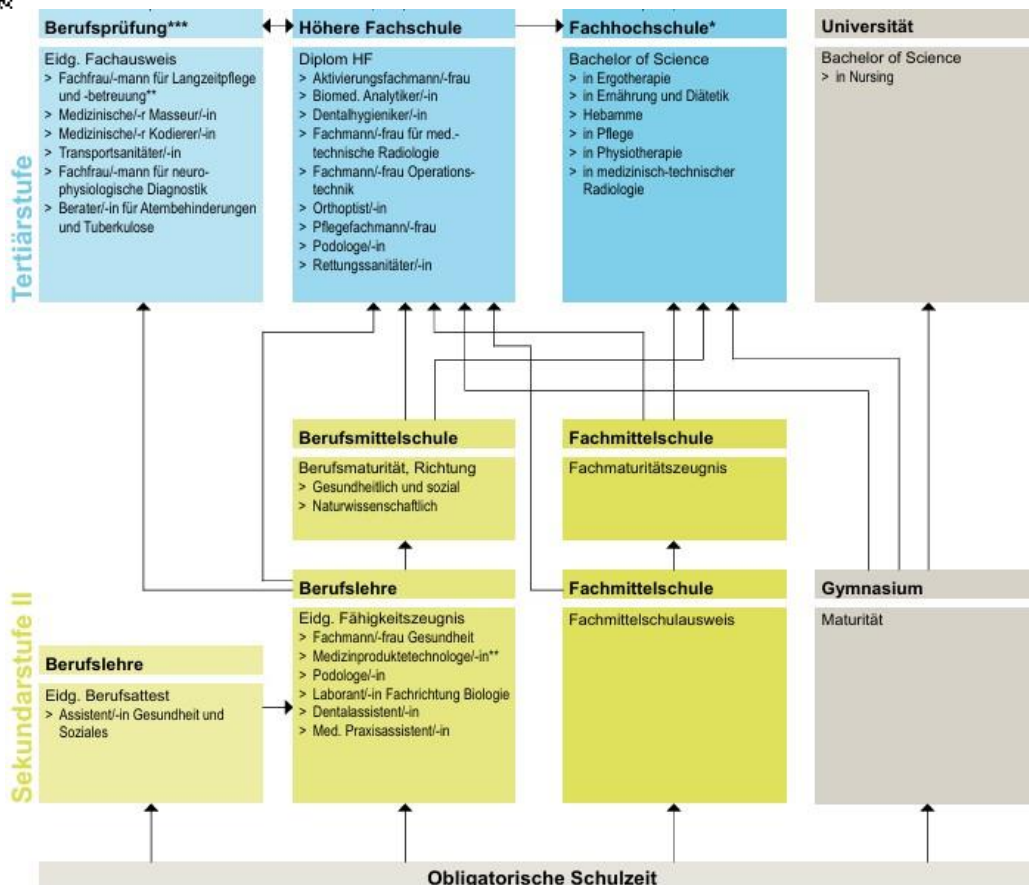 Berufsprüfung***
Eidg. Fachausweis
> Fachfrau/-mann für Langzeitpflege
und -betreuung**
> Medizinische/-r Masseur/-in
> Medizinische/-r Kodierer/-in
> Transportsanitäter/-in
> Fachfrau/-mann für neuro-
physiologische Diagnostik
> Berater/-in für Atembehinderungen
und Tuberkulose
Höhere Fachschule
Diplom HF
> Aktivierungsfachmann/-frau
> Biomed. Analytiker/-in
> Dentalhygieniker/-in
> Fachmann/-frau für med.-
technische Radiologie
> Fachmann/-frau Operations-
technik
> Orthoptist/-in
> Pflegefachmann/-frau
> Podologe/-in
> Rettungssanitäter/-in
Fachhochschule*
Bachelor of Science
> in Ergotherapie
> in Ernährung und Diätetik
> Hebamme
> in Pflege
> in Physiotherapie
> in medizinisch-technischer
Radiologie
Universität
Bachelor of Science
> in Nursing
Tertiärstufe
Berufsmittelschule
Berufsmaturität, Richtung
> Gesundheitlich und sozial
> Naturwissenschaftlich
Fachmittelschule
Fachmaturitätszeugnis
Sekundarstufe II
Berufslehre
Eidg. Berufsattest
> Assistent/-in Gesundheit und
Soziales
Berufslehre
Eidg. Fähigkeitszeugnis
> Fachmann/-frau Gesundheit
> Medizinproduktetechnologe/-in**
> Podologe/-in
> Laborant/-in Fachrichtung Biologie
> Dentalassistent/-in
> Med. Praxisassistent/-in
Fachmittelschule
Fachmittelschulausweis
Gymnasium
Maturität
Obligatorische Schulzeit